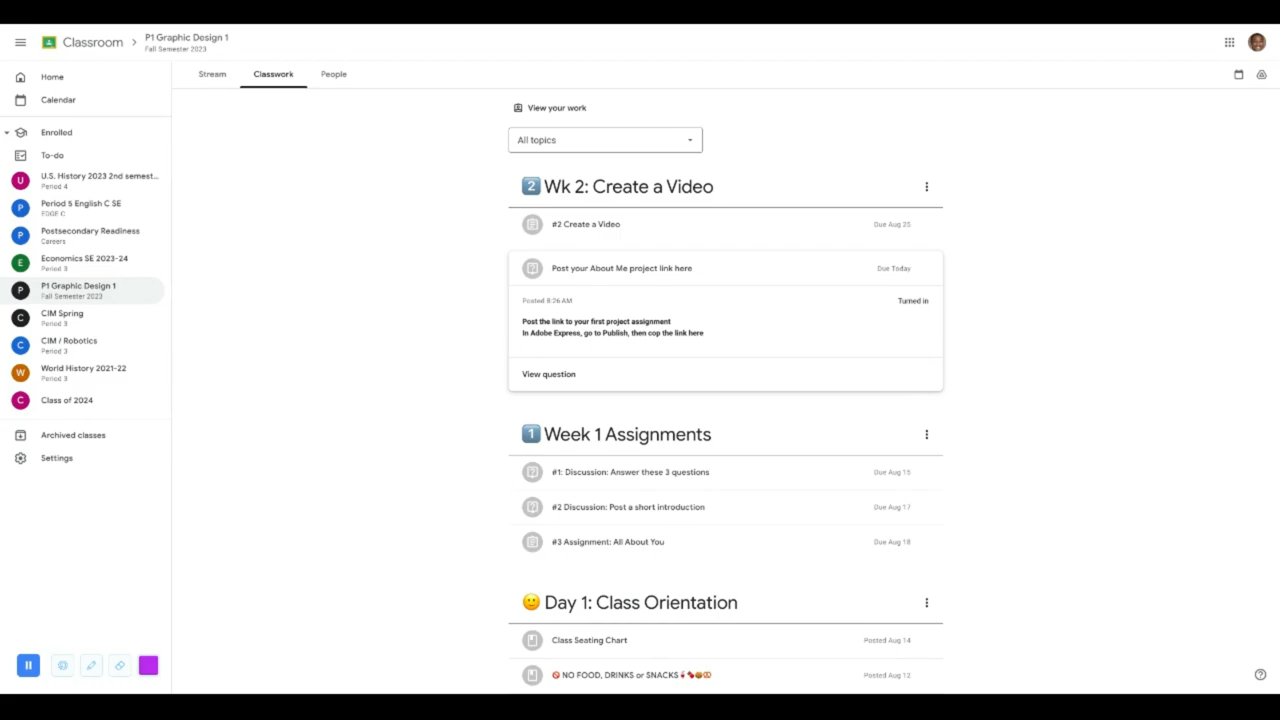 Classroom
P1 Graphic Design 1
Fall Semester 2023
Home
Calendar
Enrolled
To-do
U U.S. History 2023 2nd semest...
Period 4
P Period 5 English C SE
EDGE C
P Postsecondary Readiness
Careers
E Economics SE 2023-24
Period 3
P P1 Graphic Design 1
Fall Semester 2023
C CIM Spring
Period 3
C CIM / Robotics
Period 3
W World History 2021-22
Period 3
C Class of 2024
Archived classes
Settings
Stream Classwork People
View your work
All topics
2 Wk 2: Create a Video
#2 Create a Video Due Aug 25
Post your About Me project link here Due Today
Posted 8:26 AM Turned in
Post the link to your first project assignment
In Adobe Express, go to Publish, then cop the link here
View question
1 Week 1 Assignments
#1: Discussion: Answer these 3 questions Due Aug 15
#2 Discussion: Post a short introduction Due Aug 17
#3 Assignment: All About You Due Aug 18
🙂 Day 1: Class Orientation
Class Seating Chart Posted Aug 14
🚫 NO FOOD, DRINKS or SNACKS Posted Aug 12